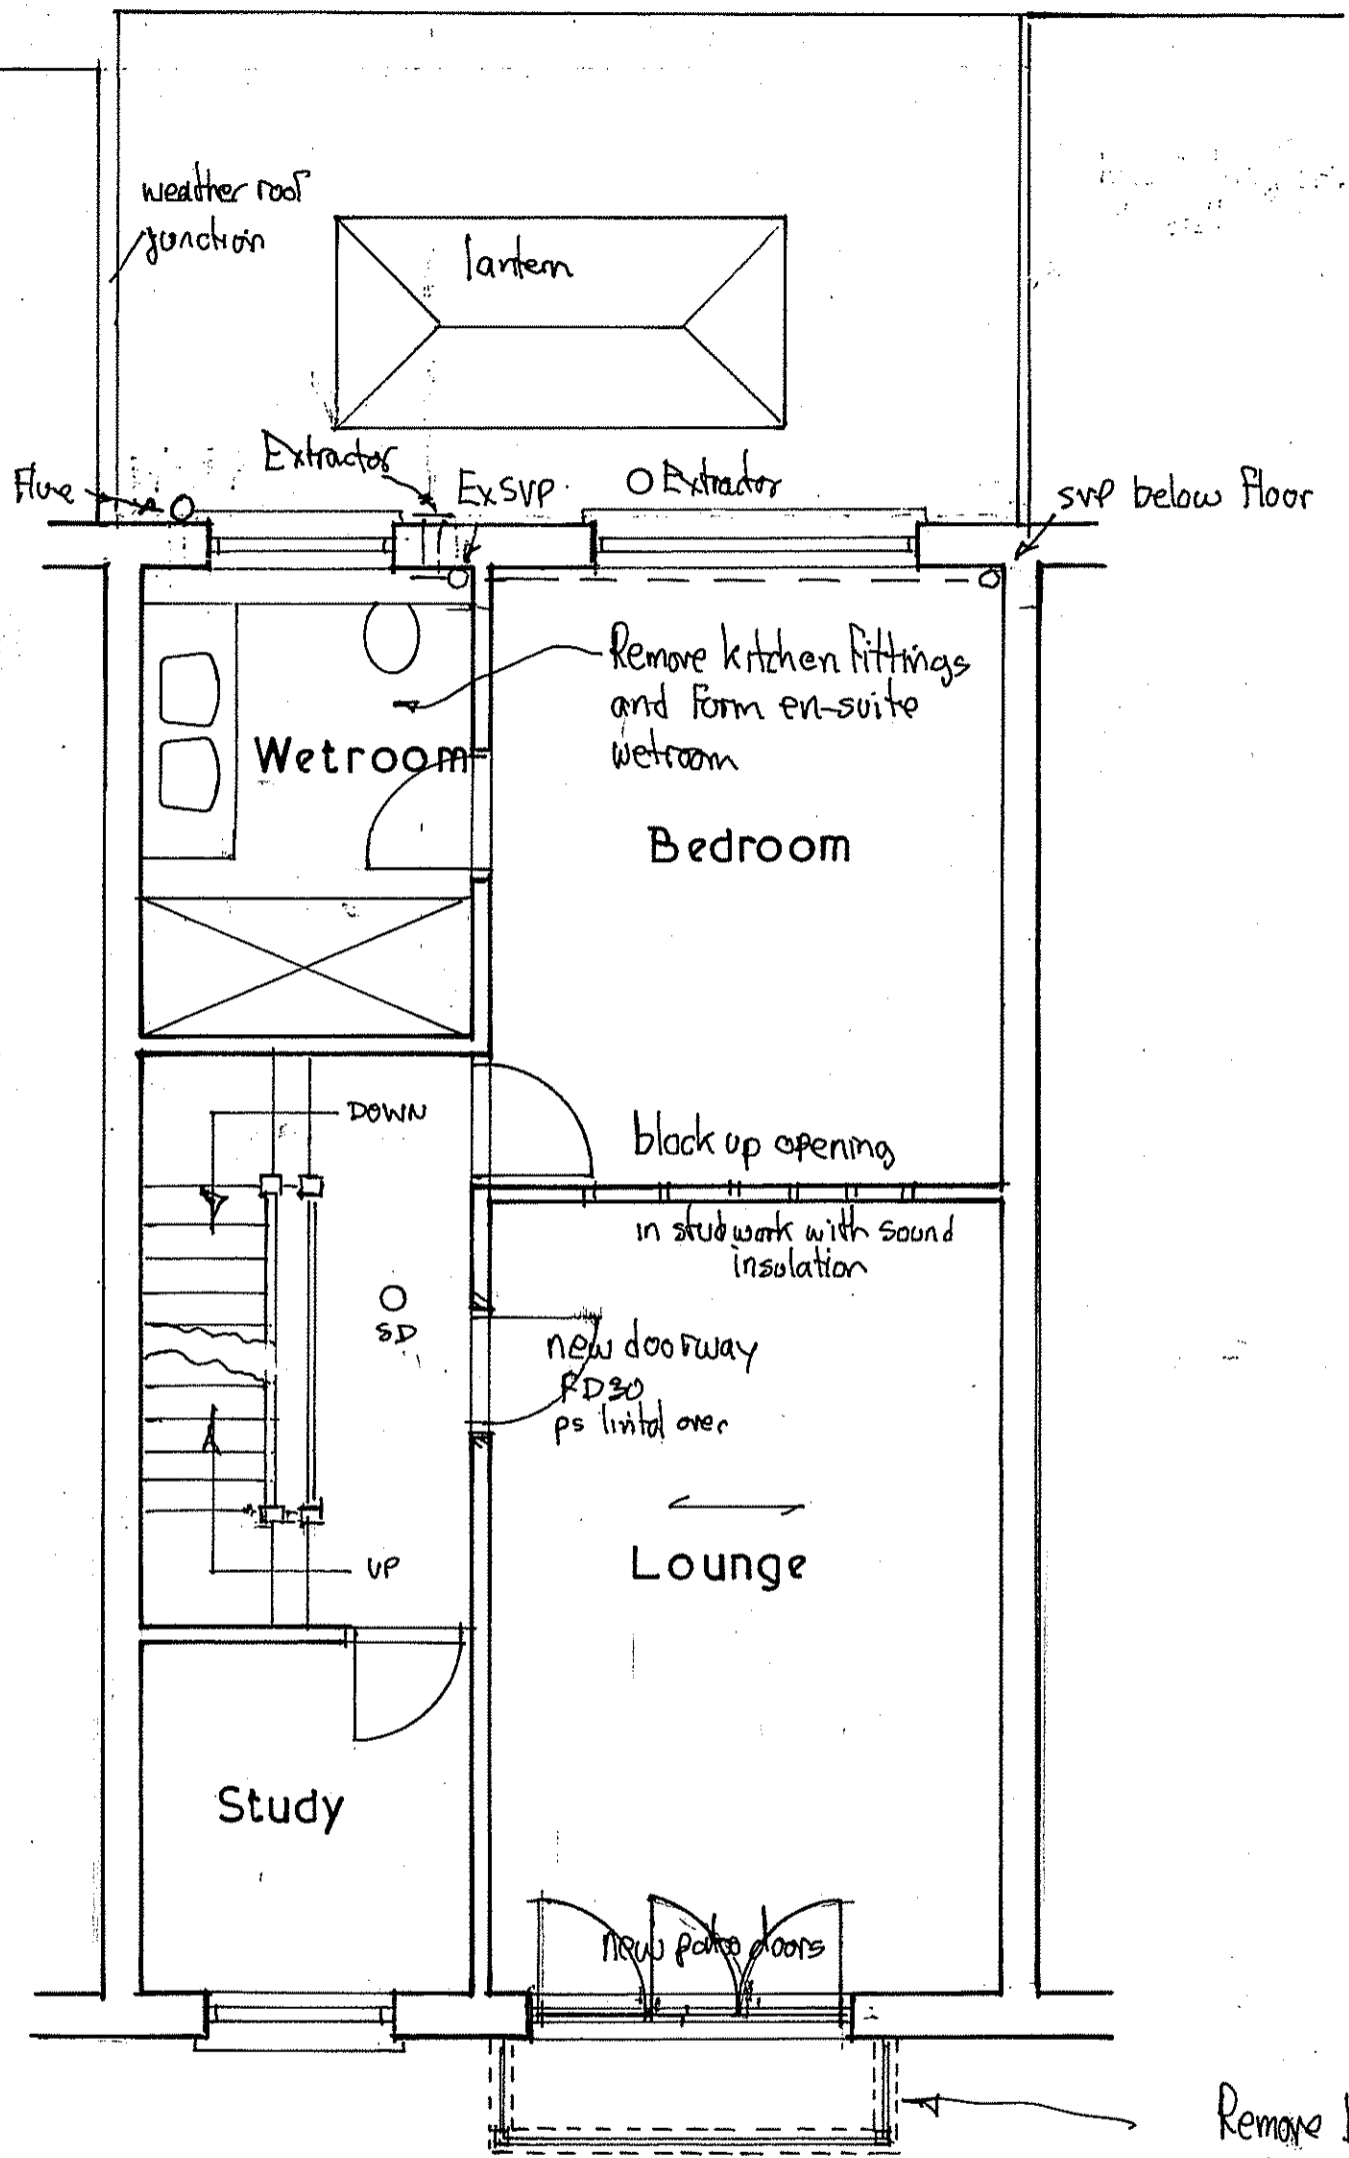 weather roof
junction
lantern
Extractor
Flue
Ex SVP
Extractor
svp below floor
Remove kitchen fittings
and form en-suite
wetroom
Wetroom
Bedroom
DOWN
block up opening
in studwork with sound
insulation
SD
new doorway
FD30
ps lintol over
Lounge
UP
Study
new patio doors
Remove